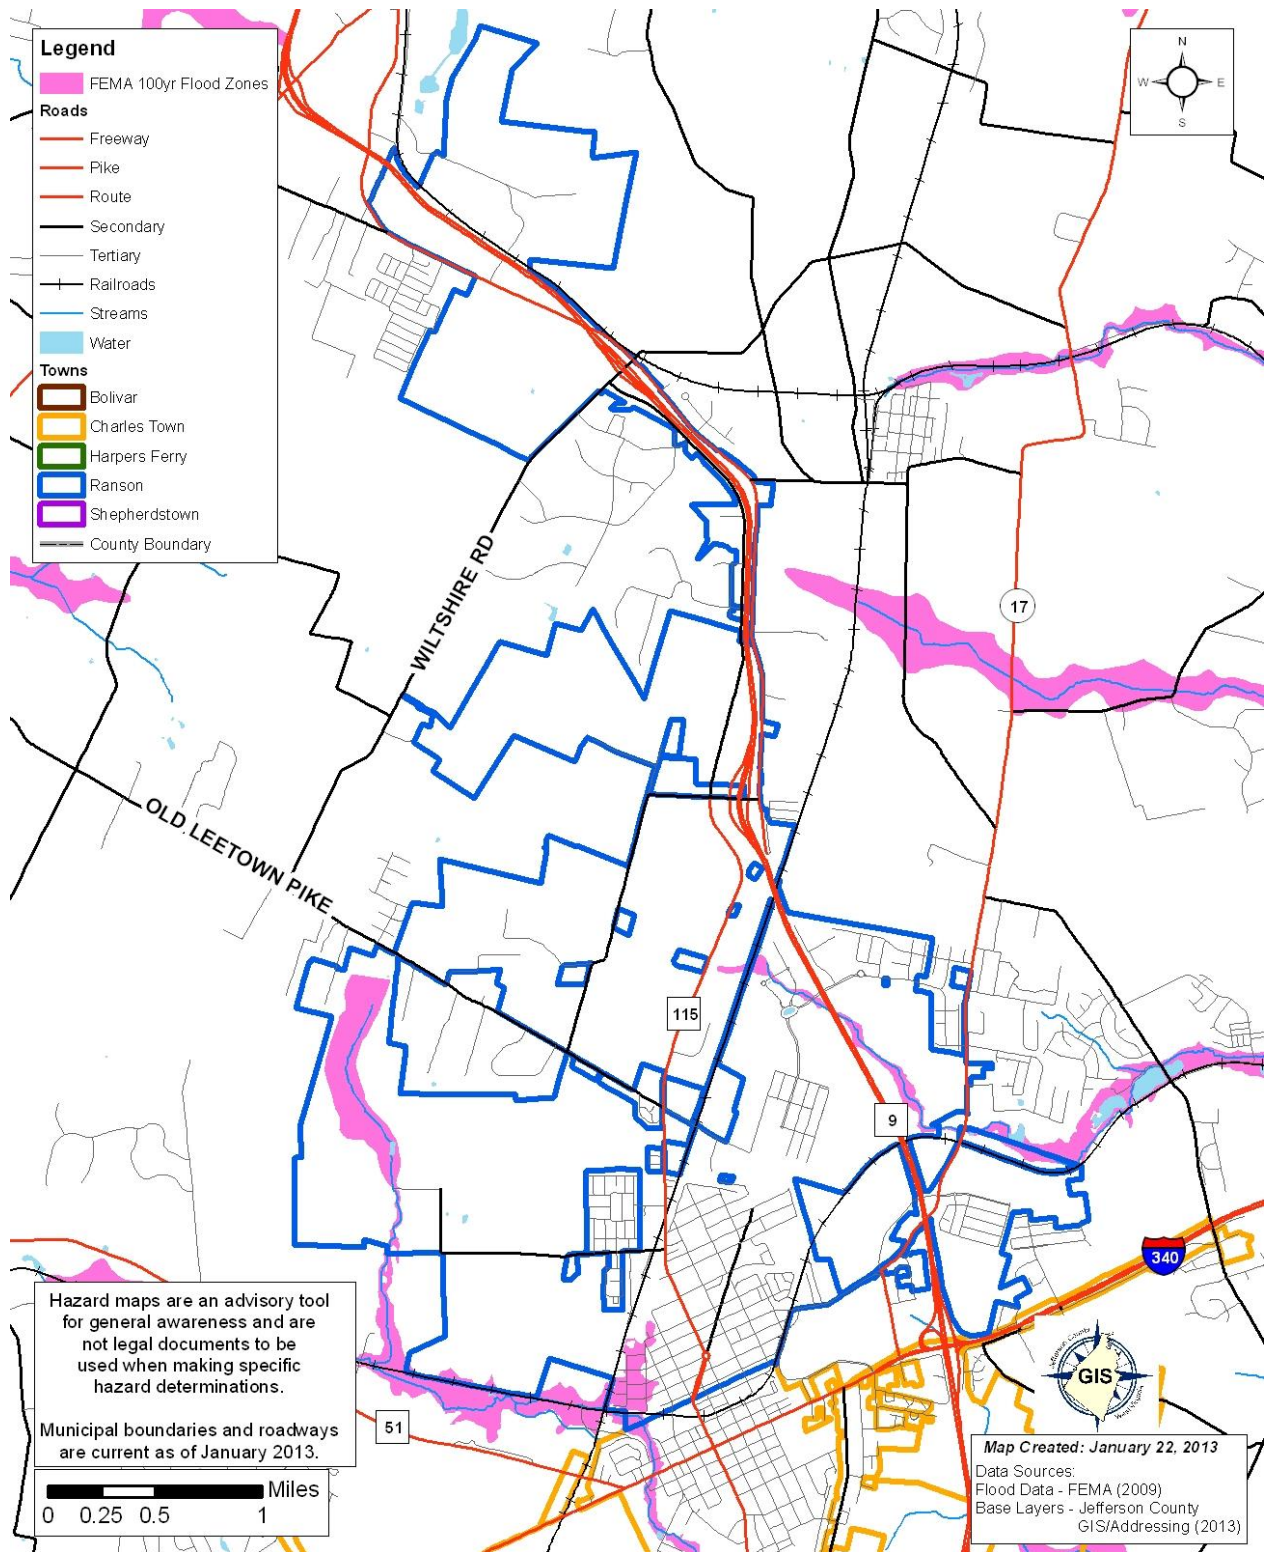 Legend
FEMA 100yr Flood Zones
Roads
Freeway
Pike
Route
Secondary
Tertiary
Railroads
Streams
Water
Towns
Bolivar
Charles Town
Harpers Ferry
Ranson
Shepherdstown
County Boundary
N
W E
S
WILTSHIRE RD
17
OLD LEETOWN PIKE
115
9
340
51
Hazard maps are an advisory tool
for general awareness and are
not legal documents to be
used when making specific
hazard determinations.
Municipal boundaries and roadways
are current as of January 2013.
Miles
0 0.25 0.5 1
Jefferson County
GIS
Map Created: January 22, 2013
Data Sources:
Flood Data - FEMA (2009)
Base Layers - Jefferson County
GIS/Addressing (2013)